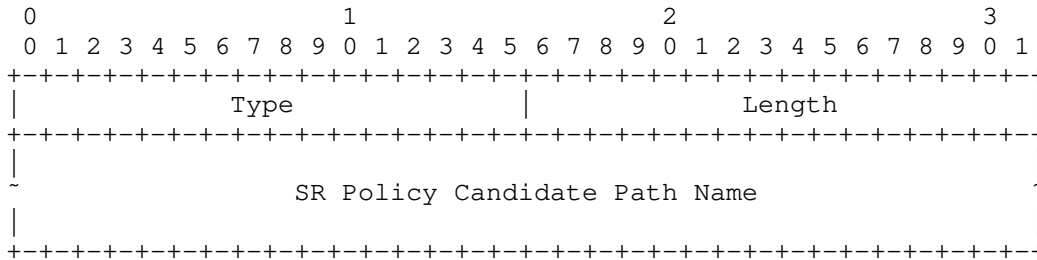 0                   1                   2                   3
0 1 2 3 4 5 6 7 8 9 0 1 2 3 4 5 6 7 8 9 0 1 2 3 4 5 6 7 8 9 0 1
+-+-+-+-+-+-+-+-+-+-+-+-+-+-+-+-+-+-+-+-+-+-+-+-+-+-+-+-+-+-+-+--
|              Type             |             Length
+-+-+-+-+-+-+-+-+-+-+-+-+-+-+-+-+-+-+-+-+-+-+-+-+-+-+-+-+-+-+-+--
|
~                 SR Policy Candidate Path Name                 ~
|
+-+-+-+-+-+-+-+-+-+-+-+-+-+-+-+-+-+-+-+-+-+-+-+-+-+-+-+-+-+-+-+--